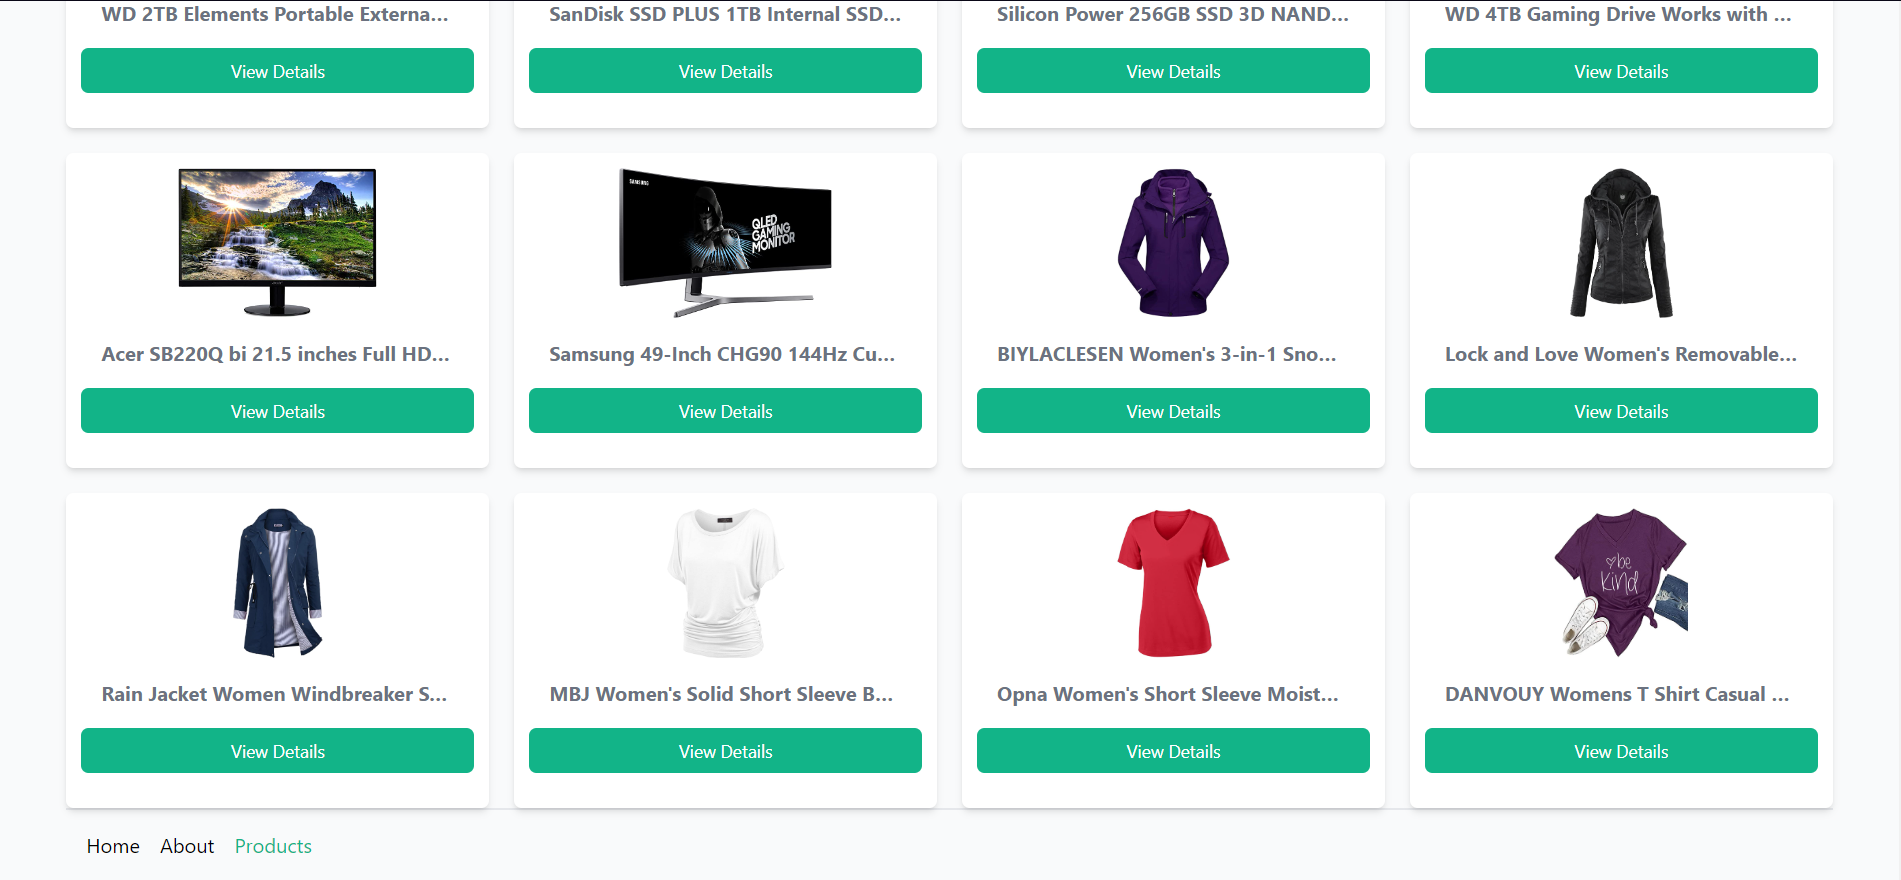 WD 2TB Elements Portable Externa...
SanDisk SSD PLUS 1TB Internal SSD...
Silicon Power 256GB SSD 3D NAND...
WD 4TB Gaming Drive Works with ...
View Details
View Details
View Details
View Details
SAMSUNG
QLED
GAMING
MONITOR
Acer SB220Q bi 21.5 inches Full HD...
Samsung 49-Inch CHG90 144Hz Cu...
BIYLACLESEN Women's 3-in-1 Sno...
Lock and Love Women's Removable...
View Details
View Details
View Details
View Details
be
kind
Rain Jacket Women Windbreaker S...
MBJ Women's Solid Short Sleeve B...
Opna Women's Short Sleeve Moist...
DANVOUY Womens T Shirt Casual ...
View Details
View Details
View Details
View Details
Home About Products